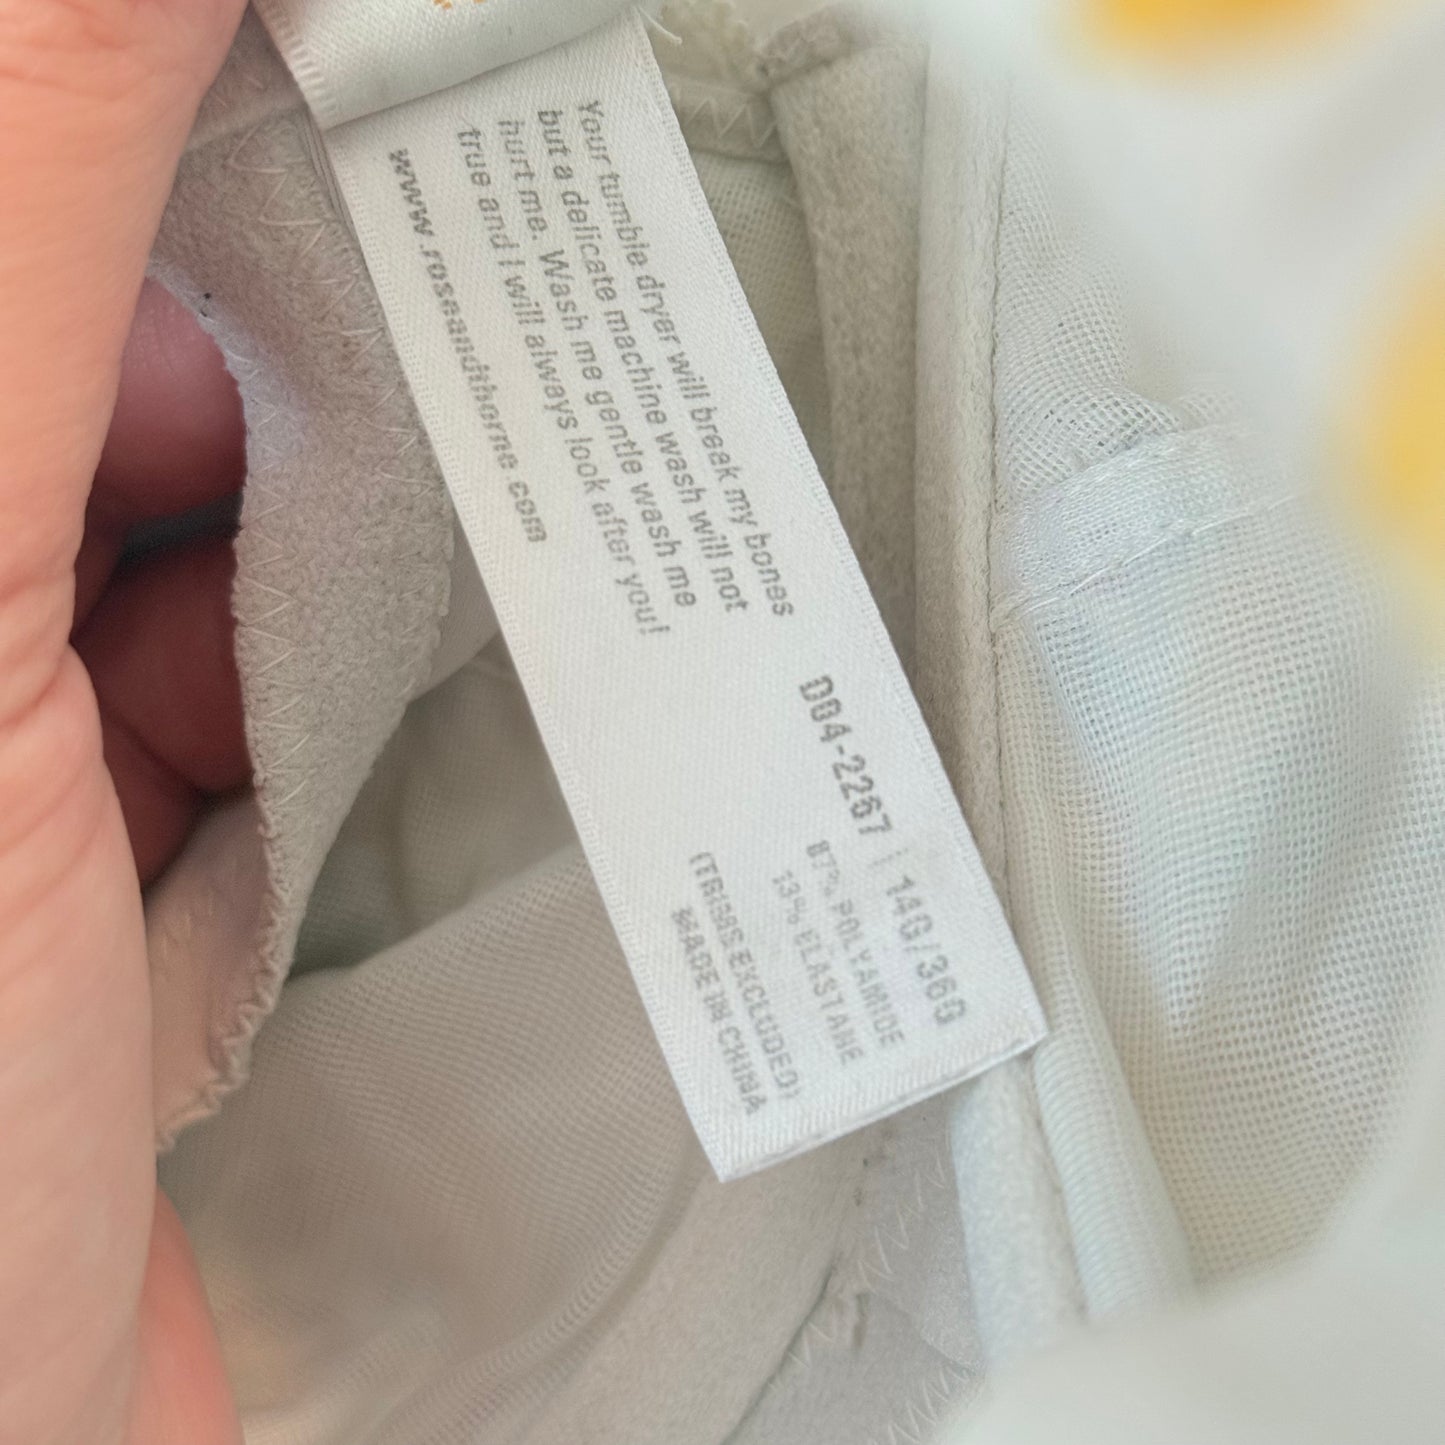 Your tumble dryer will break my bones
but a delicate machine wash will not
hurt me. Wash me gentle wash me
true and I will always look after you!
www.roseandthorne.com
D04-2267 | 14G/36G
87% POLYAMIDE
13% ELASTANE
(TRIMS EXCLUDED)
MADE IN CHINA